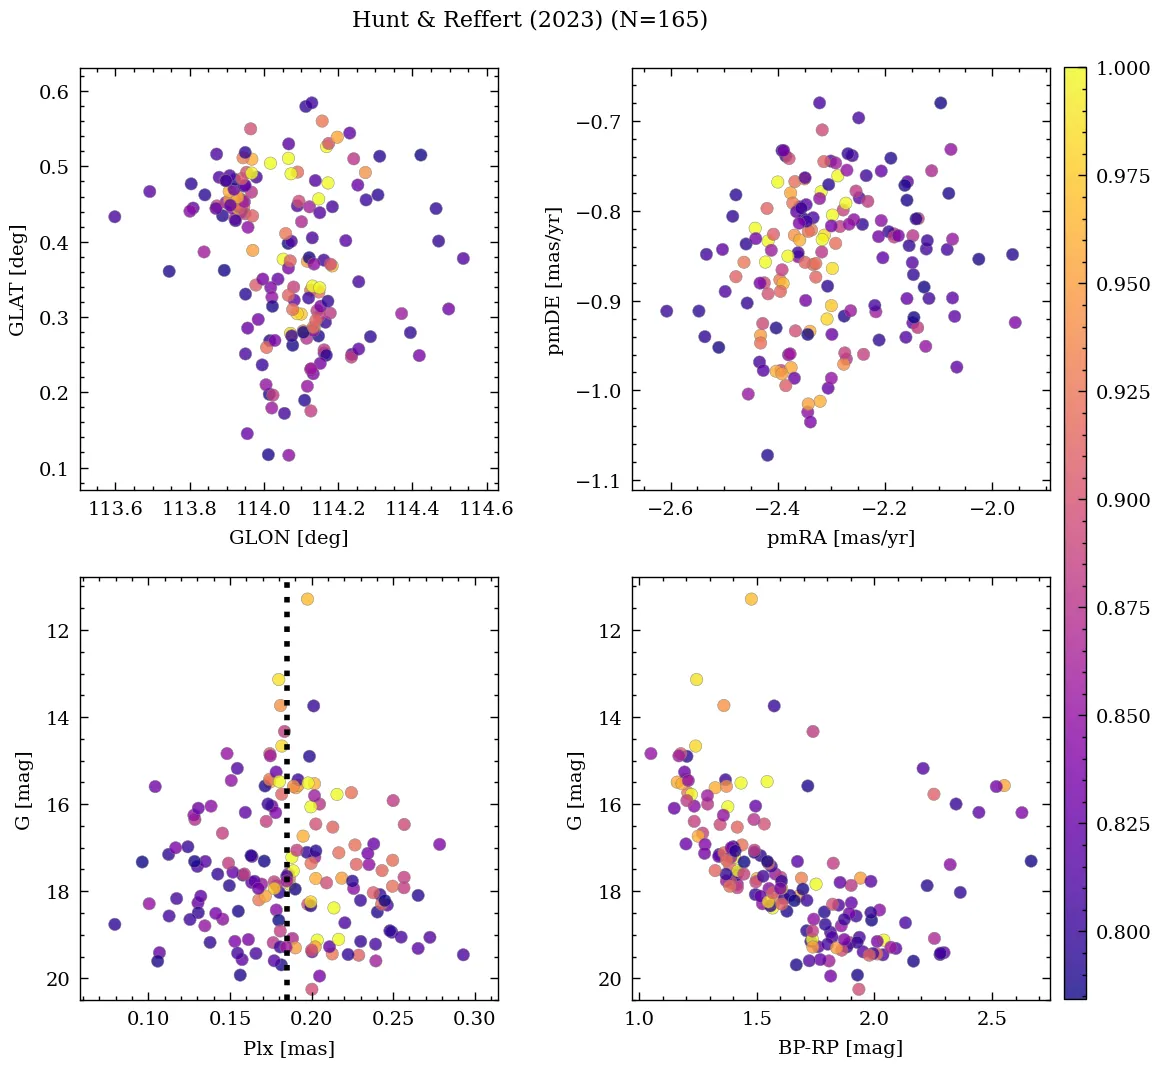 Hunt & Reffert (2023) (N=165)
0.6
0.5
0.4
0.3
0.2
0.1
GLAT [deg]
113.6 113.8 114.0 114.2 114.4 114.6
GLON [deg]
−0.7
−0.8
−0.9
−1.0
−1.1
pmDE [mas/yr]
−2.6 −2.4 −2.2 −2.0
pmRA [mas/yr]
12
14
16
18
20
G [mag]
0.10 0.15 0.20 0.25 0.30
Plx [mas]
12
14
16
18
20
G [mag]
1.0 1.5 2.0 2.5
BP-RP [mag]
1.000
0.975
0.950
0.925
0.900
0.875
0.850
0.825
0.800